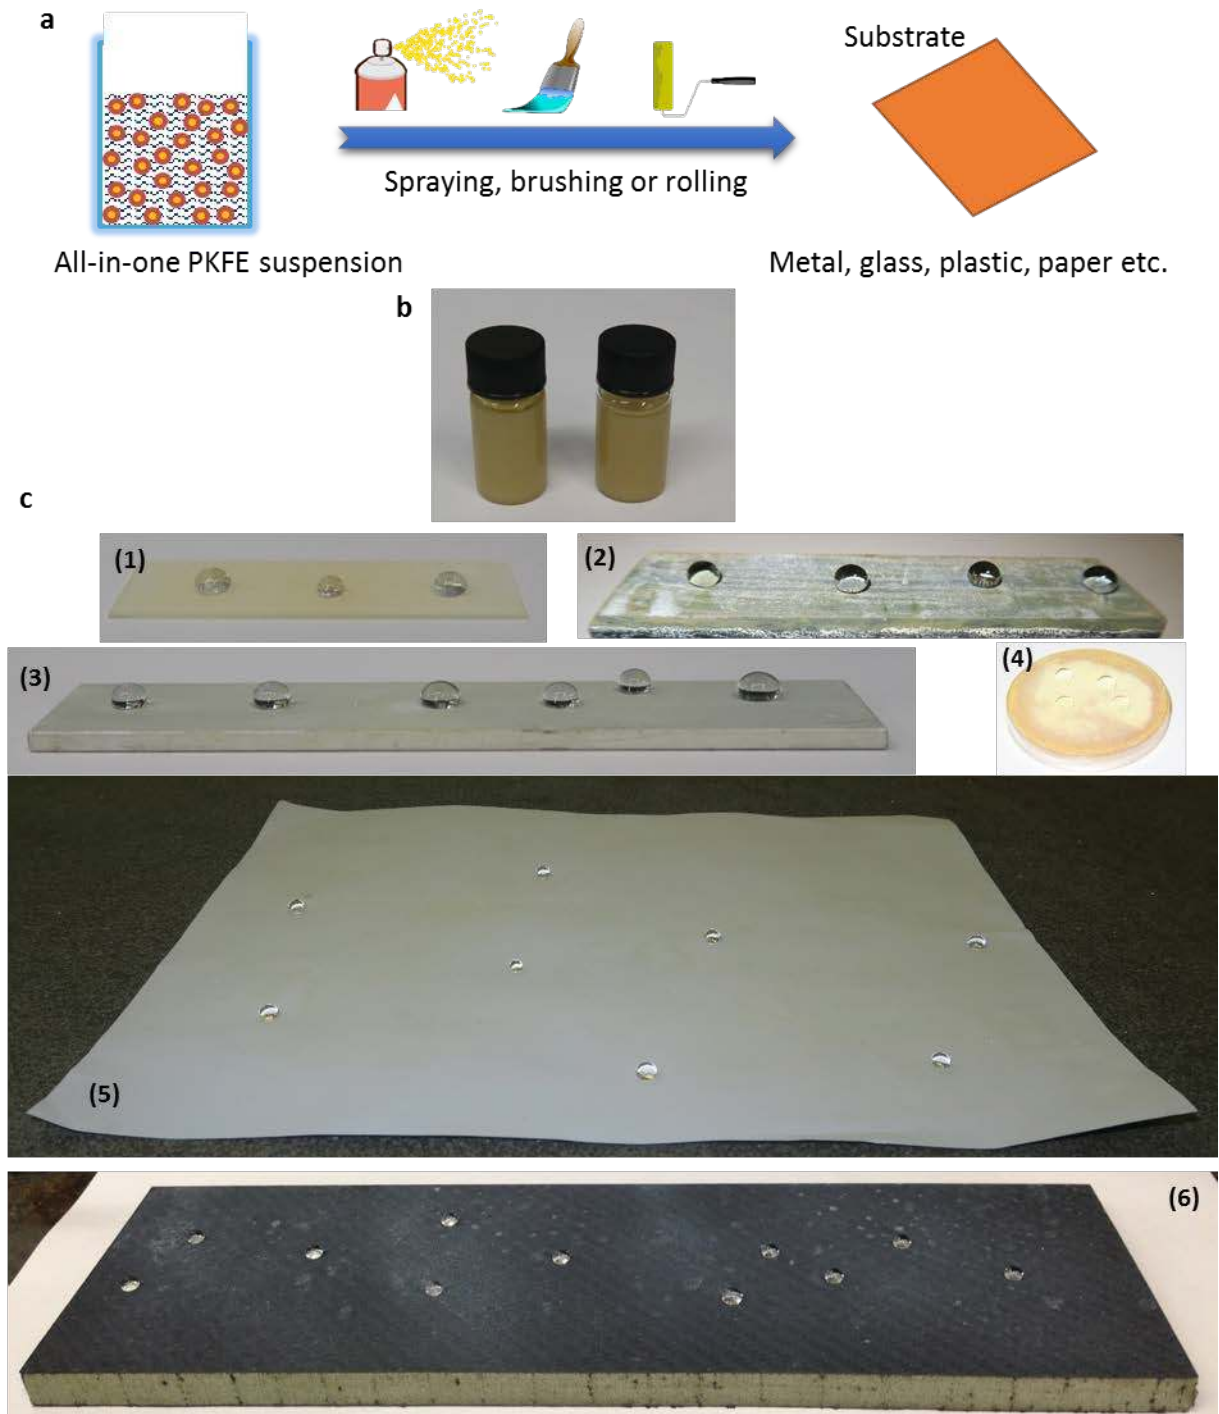 a
Substrate
Spraying, brushing or rolling
All-in-one PKFE suspension
Metal, glass, plastic, paper etc.
b
c
(1)
(2)
(3)
(4)
(5)
(6)